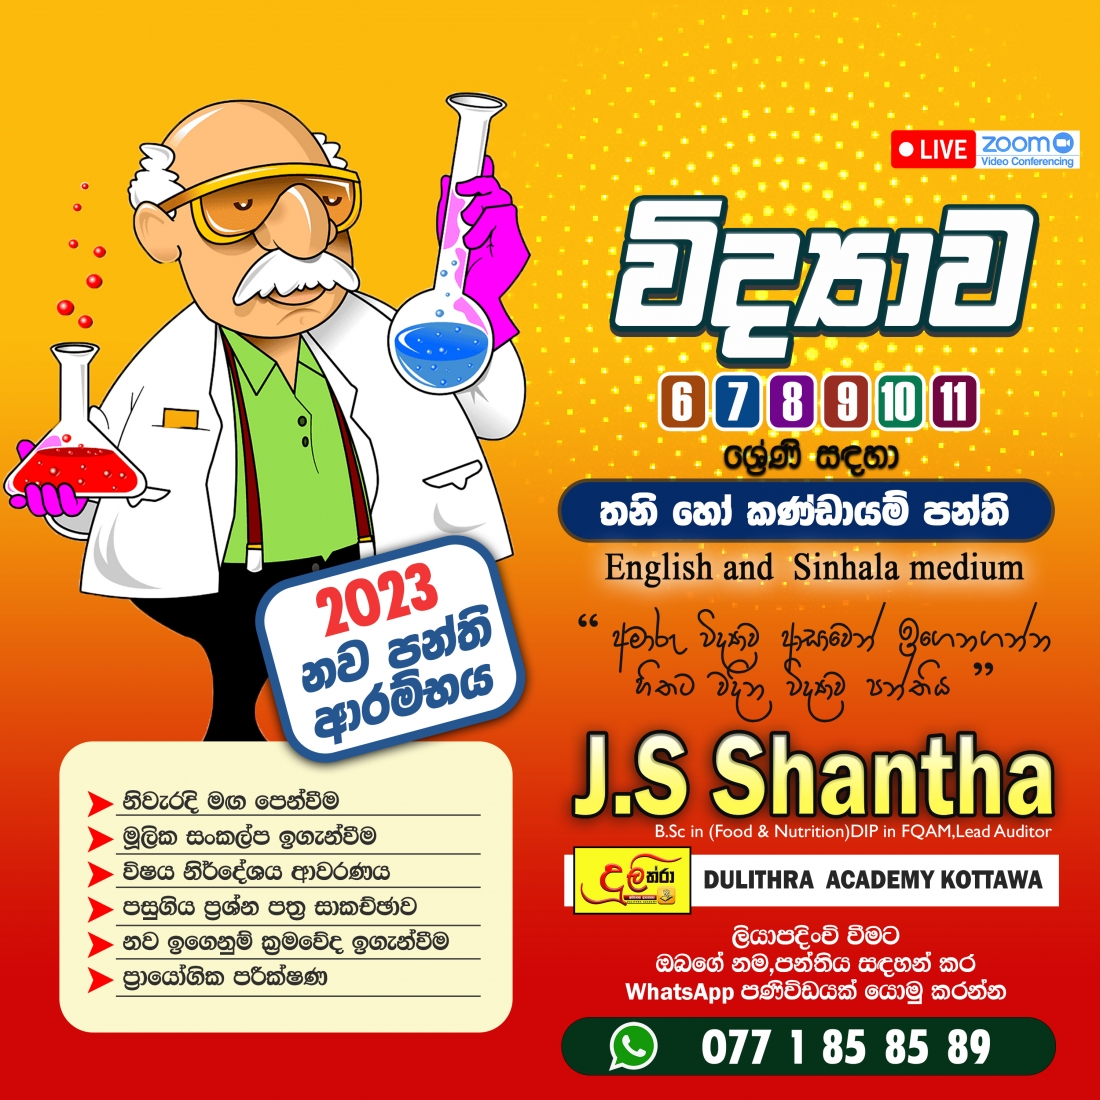 LIVE
zoom
Video Conferencing
විද්‍යාව
6 7 8 9 10 11
ශ්‍රේණි සඳහා
තනි හෝ කණ්ඩායම් පන්ති
English and Sinhala medium
“ අමාරු විද්‍යාව ආසාවෙන් ඉගෙනගන්න
හිතට වදින විද්‍යාව පන්තිය ”
2023
නව පන්ති
ආරම්භය
J.S Shantha
B.Sc in (Food & Nutrition)DIP in FQAM,Lead Auditor
නිවැරදි මඟ පෙන්වීම
මූලික සංකල්ප ඉගැන්වීම
විෂය නිර්දේශය ආවරණය
පසුගිය ප්‍රශ්න පත්‍ර සාකච්ඡාව
නව ඉගෙනුම් ක්‍රමවේද ඉගැන්වීම
ප්‍රායෝගික පරීක්ෂණ
දුලිත්රා
DULITHRA ACADEMY KOTTAWA
ලියාපදිංචි වීමට
ඔබගේ නම,පන්තිය සඳහන් කර
WhatsApp පණිවිඩයක් යොමු කරන්න
077 1 85 85 89